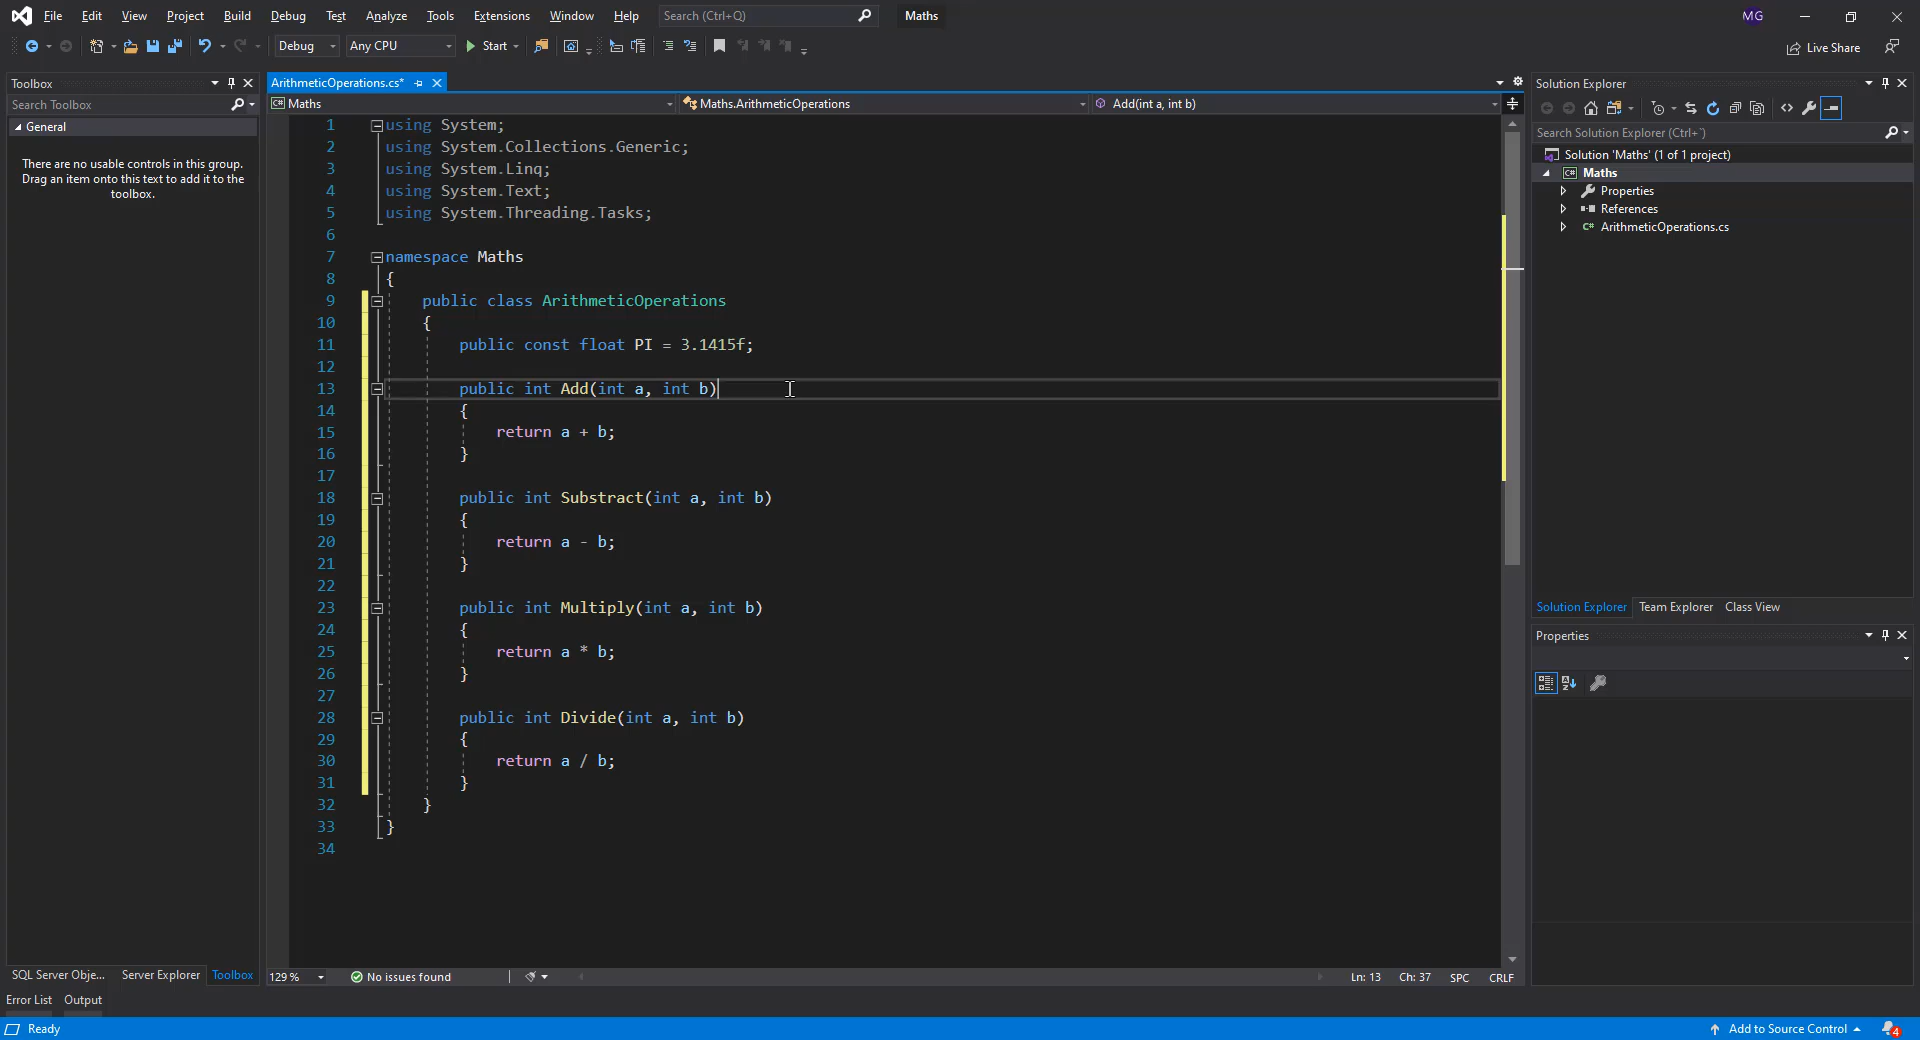 File Edit View Project Build Debug Test Analyze Tools Extensions Window Help Search (Ctrl+Q) Maths MG
Debug Any CPU Start Live Share
Toolbox
Search Toolbox
General
There are no usable controls in this group.
Drag an item onto this text to add it to the
toolbox.
ArithmeticOperations.cs*
Maths Maths.ArithmeticOperations Add(int a, int b)
1 using System;
2 using System.Collections.Generic;
3 using System.Linq;
4 using System.Text;
5 using System.Threading.Tasks;
6
7 namespace Maths
8 {
9 public class ArithmeticOperations
10 {
11 public const float PI = 3.1415f;
12
13 public int Add(int a, int b)
14 {
15 return a + b;
16 }
17
18 public int Substract(int a, int b)
19 {
20 return a - b;
21 }
22
23 public int Multiply(int a, int b)
24 {
25 return a * b;
26 }
27
28 public int Divide(int a, int b)
29 {
30 return a / b;
31 }
32 }
33 }
34
129 % No issues found Ln: 13 Ch: 37 SPC CRLF
Solution Explorer
Search Solution Explorer (Ctrl+¨)
Solution 'Maths' (1 of 1 project)
C# Maths
Properties
References
C# ArithmeticOperations.cs
Solution Explorer Team Explorer Class View
Properties
SQL Server Obje... Server Explorer Toolbox
Error List Output
Ready Add to Source Control 4